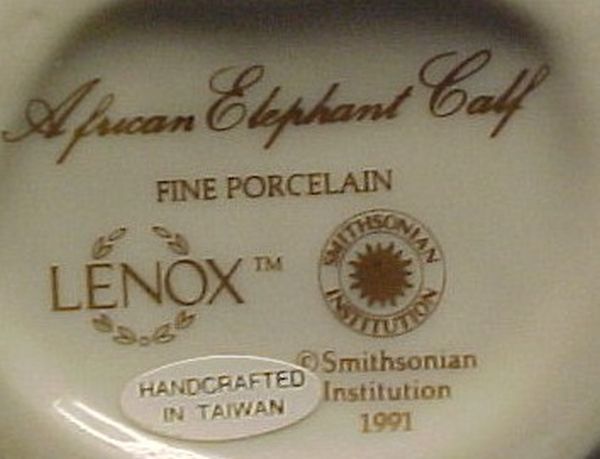 African Elephant Calf
FINE PORCELAIN
LENOX™
SMITHSONIAN
INSTITUTION
©Smithsonian
Institution
1991
HANDCRAFTED
IN TAIWAN